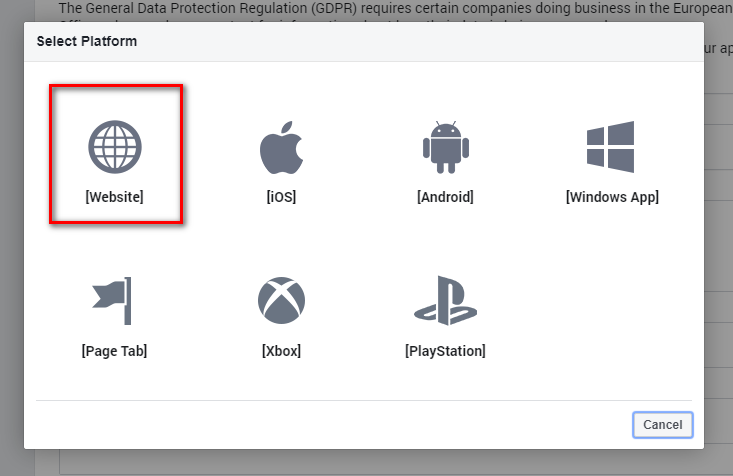 The General Data Protection Regulation (GDPR) requires certain companies doing business in the European
Select Platform
ur ap
[Website]
[iOS]
[Android]
[Windows App]
[Page Tab]
[Xbox]
[PlayStation]
Cancel